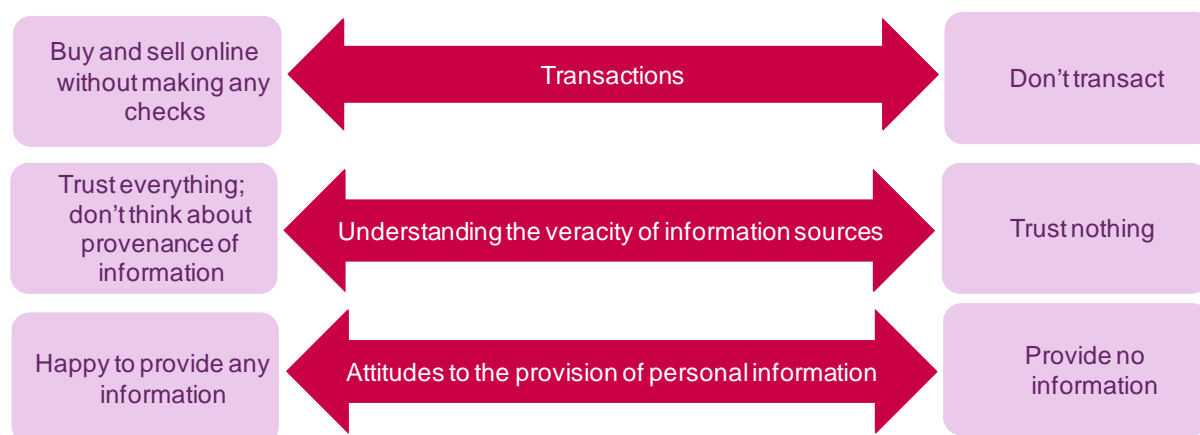 Buy and sell online
without making any
checks
Transactions
Don't transact
Trust everything;
don't think about
provenance of
information
Understanding the veracity of information sources
Trust nothing
Happy to provide any
information
Attitudes to the provision of personal information
Provide no
information